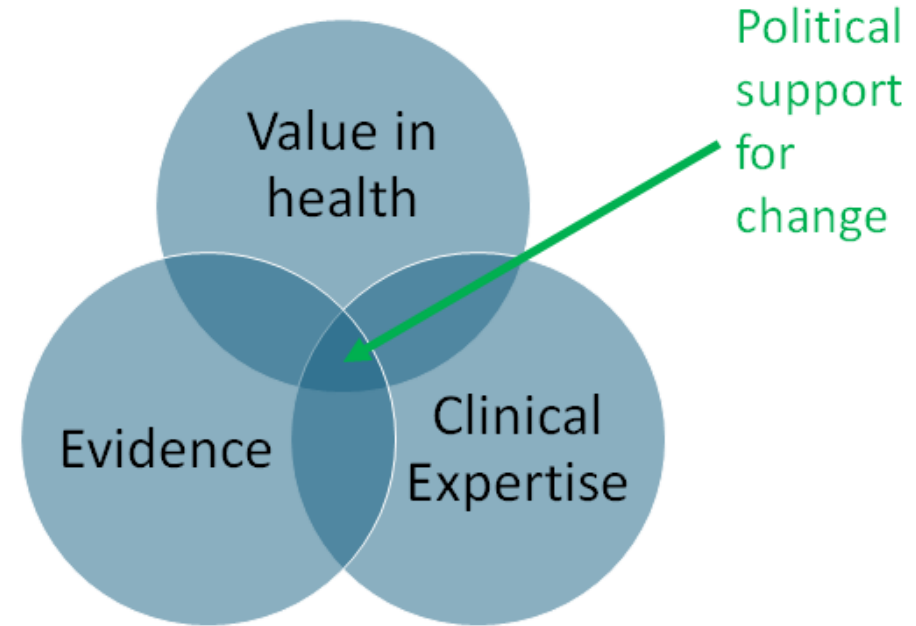 Political
support
for
change
Value in
health
Evidence
Clinical
Expertise